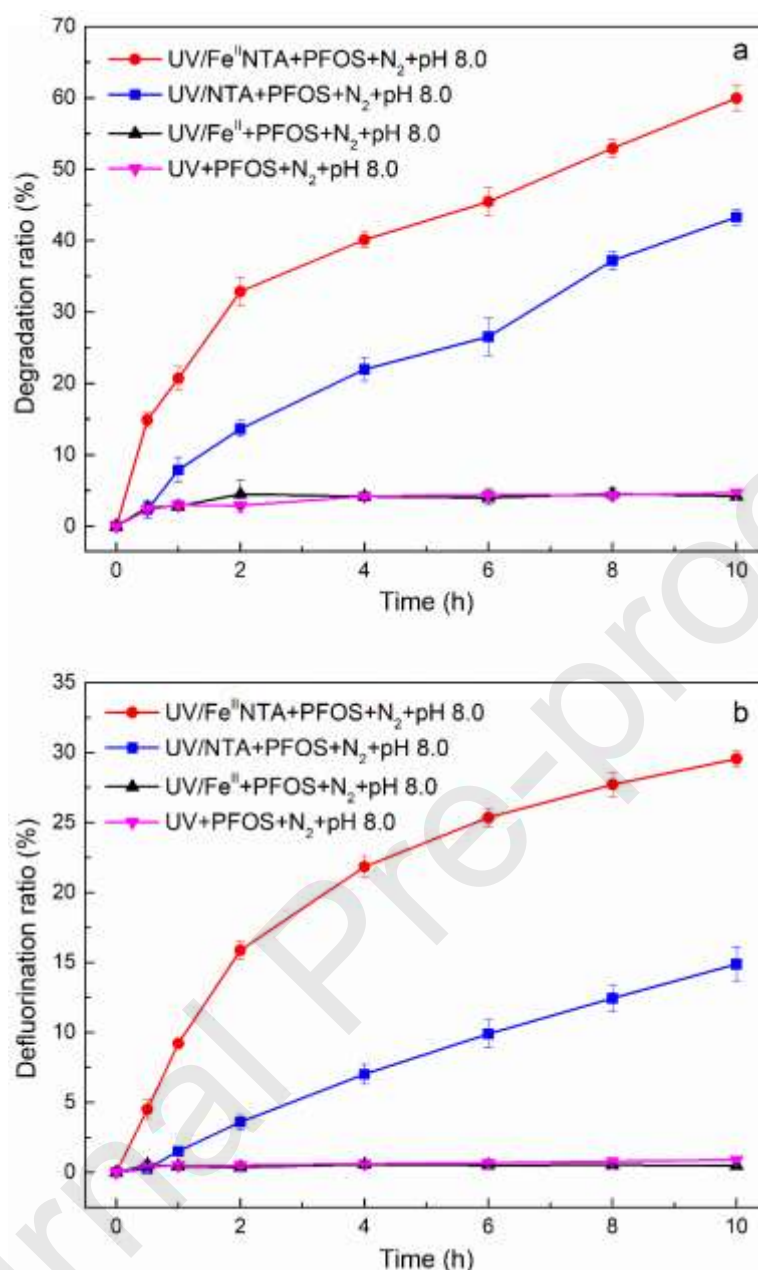 a
UV/Fe^II NTA+PFOS+N₂+pH 8.0
UV/NTA+PFOS+N₂+pH 8.0
UV/Fe^II+PFOS+N₂+pH 8.0
UV+PFOS+N₂+pH 8.0
Degradation ratio (%)
70
60
50
40
30
20
10
0
0 2 4 6 8 10
Time (h)
b
UV/Fe^II NTA+PFOS+N₂+pH 8.0
UV/NTA+PFOS+N₂+pH 8.0
UV/Fe^II+PFOS+N₂+pH 8.0
UV+PFOS+N₂+pH 8.0
Defluorination ratio (%)
35
30
25
20
15
10
5
0
0 2 4 6 8 10
Time (h)
rnal Pre-proo